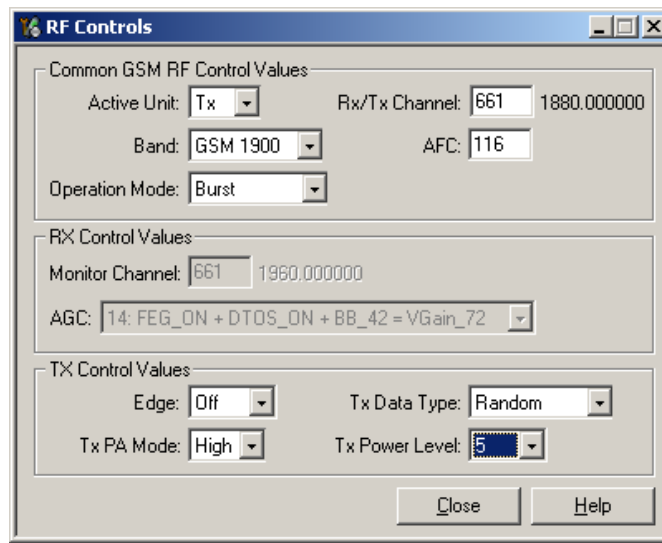 RF Controls
Common GSM RF Control Values
Active Unit: Tx Rx/Tx Channel: 661 1880.000000
Band: GSM 1900 AFC: 116
Operation Mode: Burst
RX Control Values
Monitor Channel: 661 1960.000000
AGC: 14: FEG_ON + DTOS_ON + BB_42 = VGain_72
TX Control Values
Edge: Off Tx Data Type: Random
Tx PA Mode: High Tx Power Level: 5
Close Help